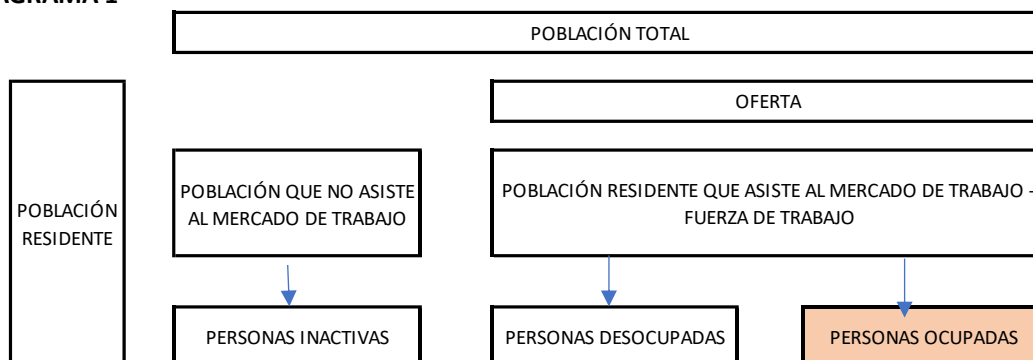 POBLACIÓN TOTAL
OFERTA
POBLACIÓN
RESIDENTE
POBLACIÓN QUE NO ASISTE
AL MERCADO DE TRABAJO
POBLACIÓN RESIDENTE QUE ASISTE AL MERCADO DE TRABAJO -
FUERZA DE TRABAJO
PERSONAS INACTIVAS
PERSONAS DESOCUPADAS
PERSONAS OCUPADAS